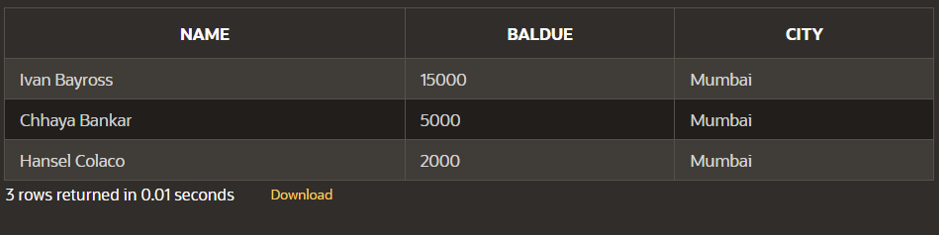 NAME BALDUE CITY
Ivan Bayross 15000 Mumbai
Chhaya Bankar 5000 Mumbai
Hansel Colaco 2000 Mumbai
3 rows returned in 0.01 seconds Download